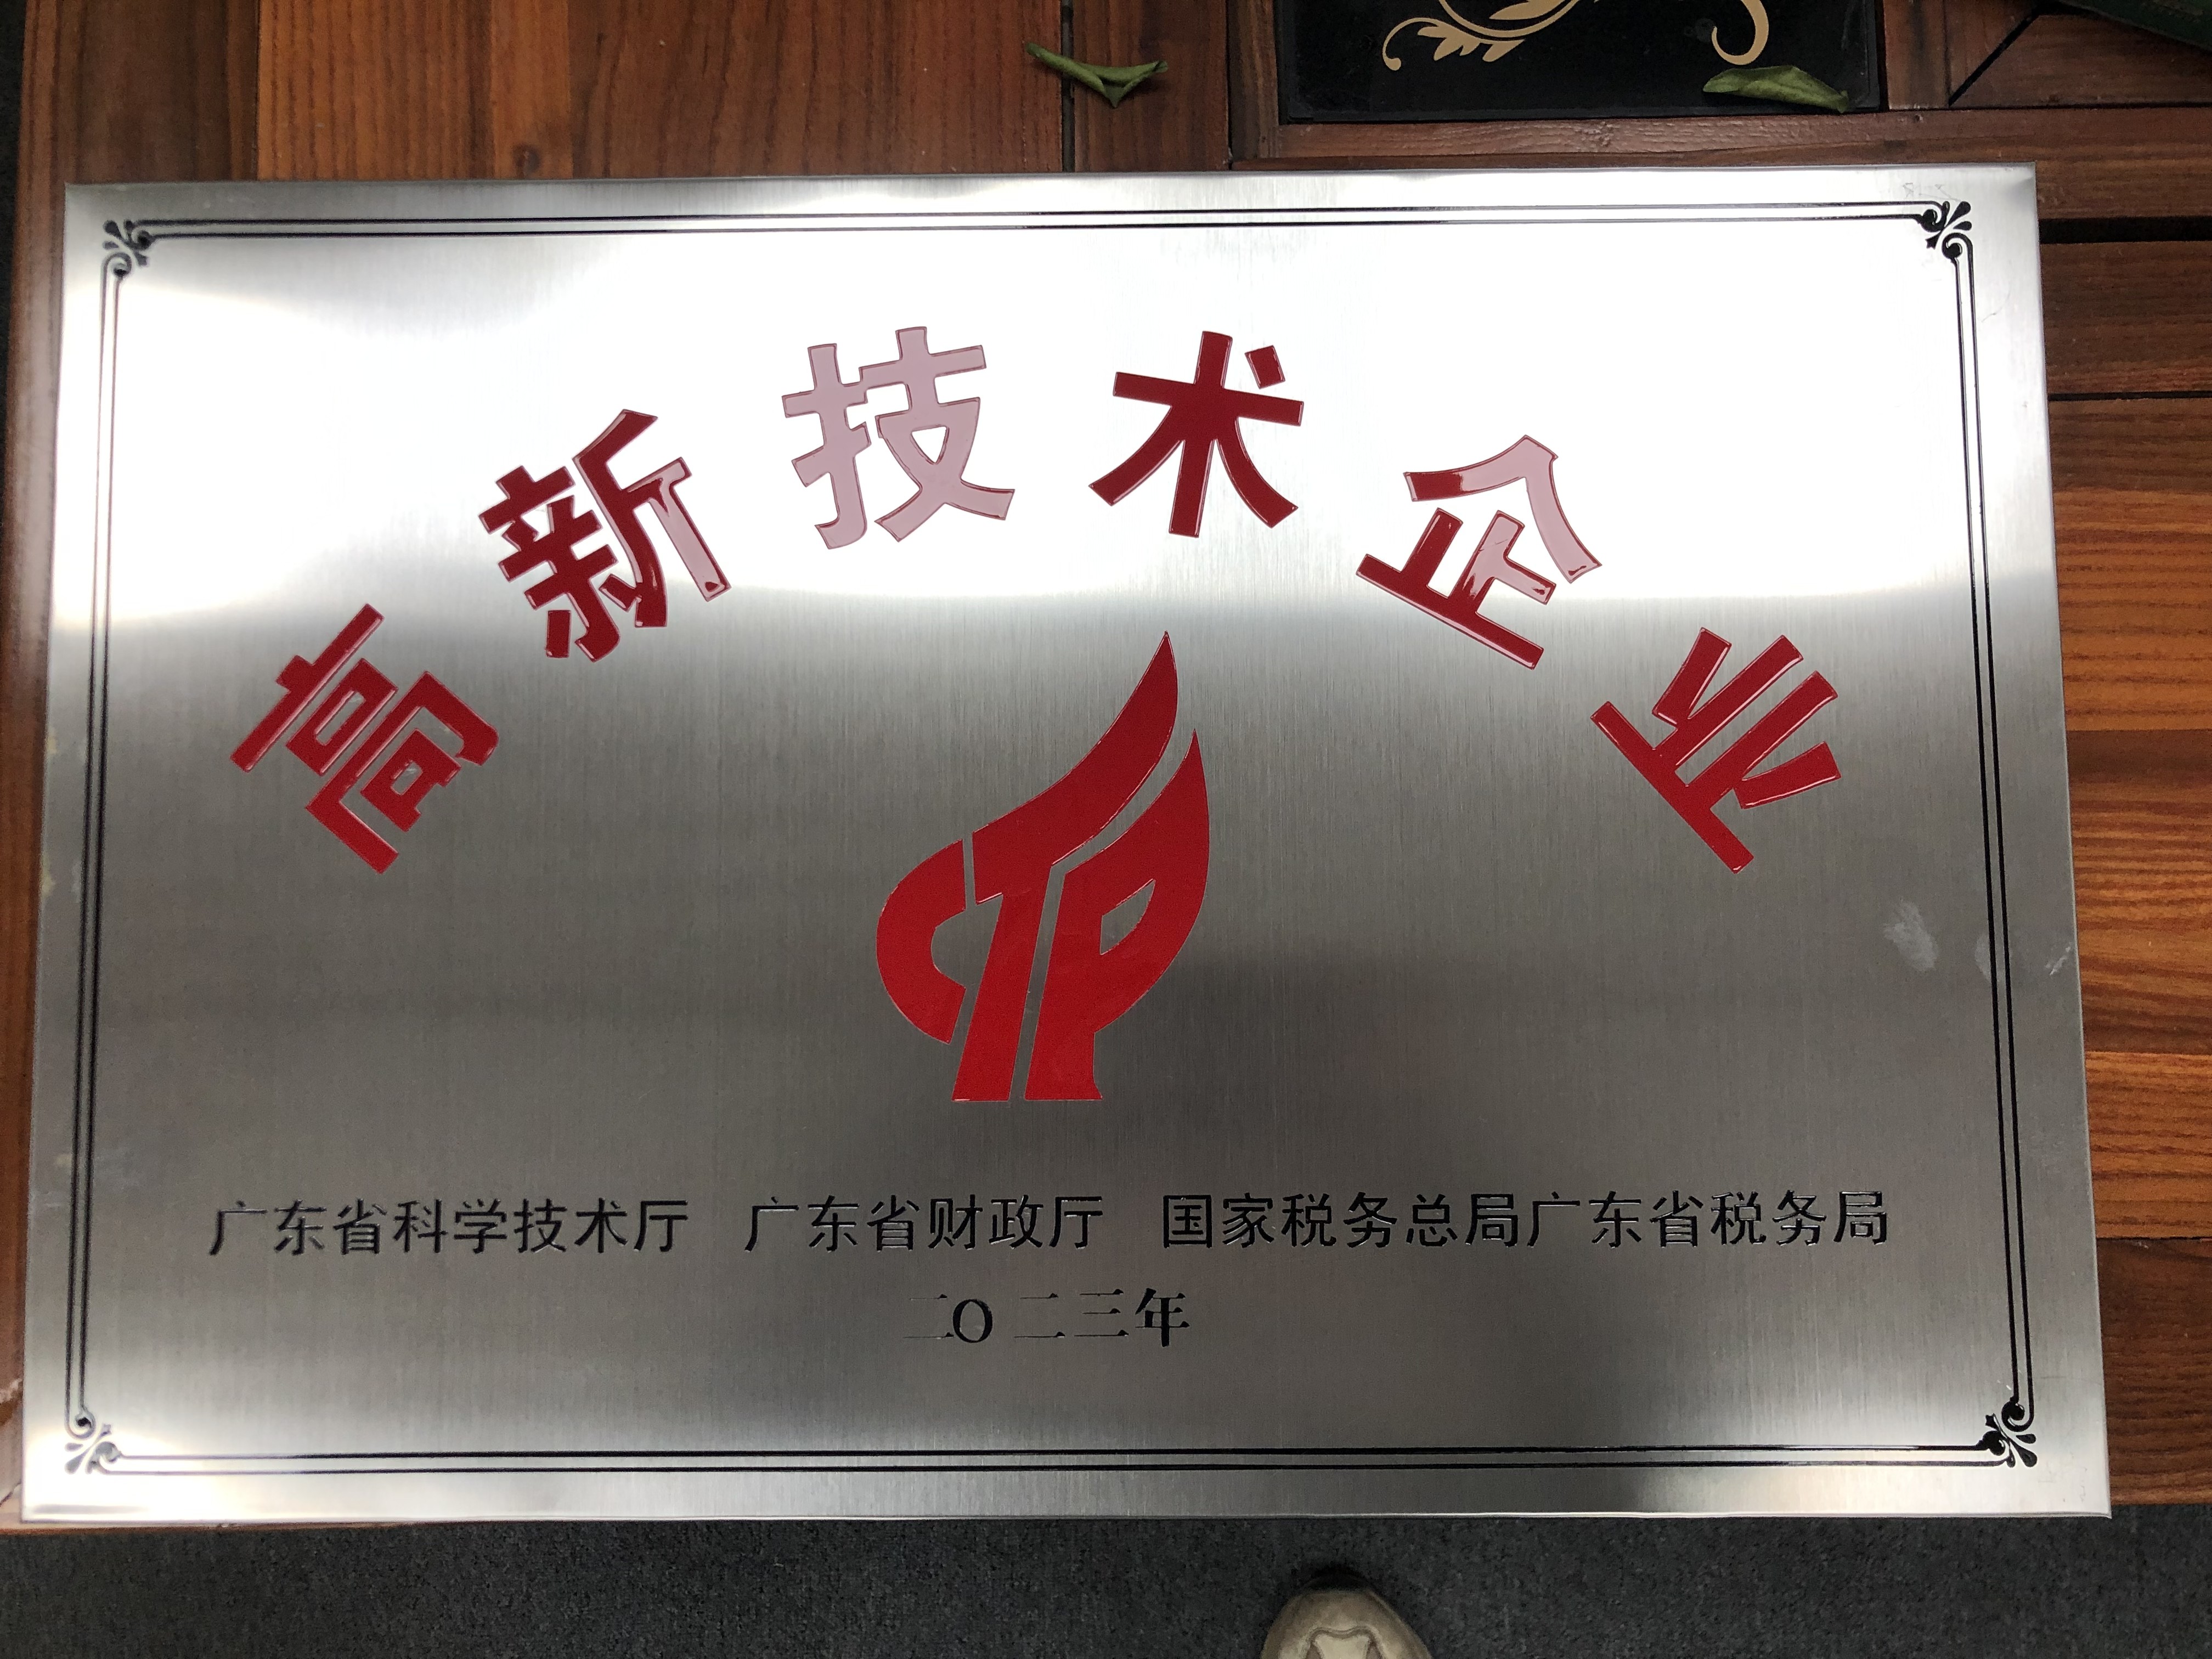 高新技术企业
CTP
广东省科学技术厅 广东省财政厅 国家税务总局广东省税务局
二〇二三年